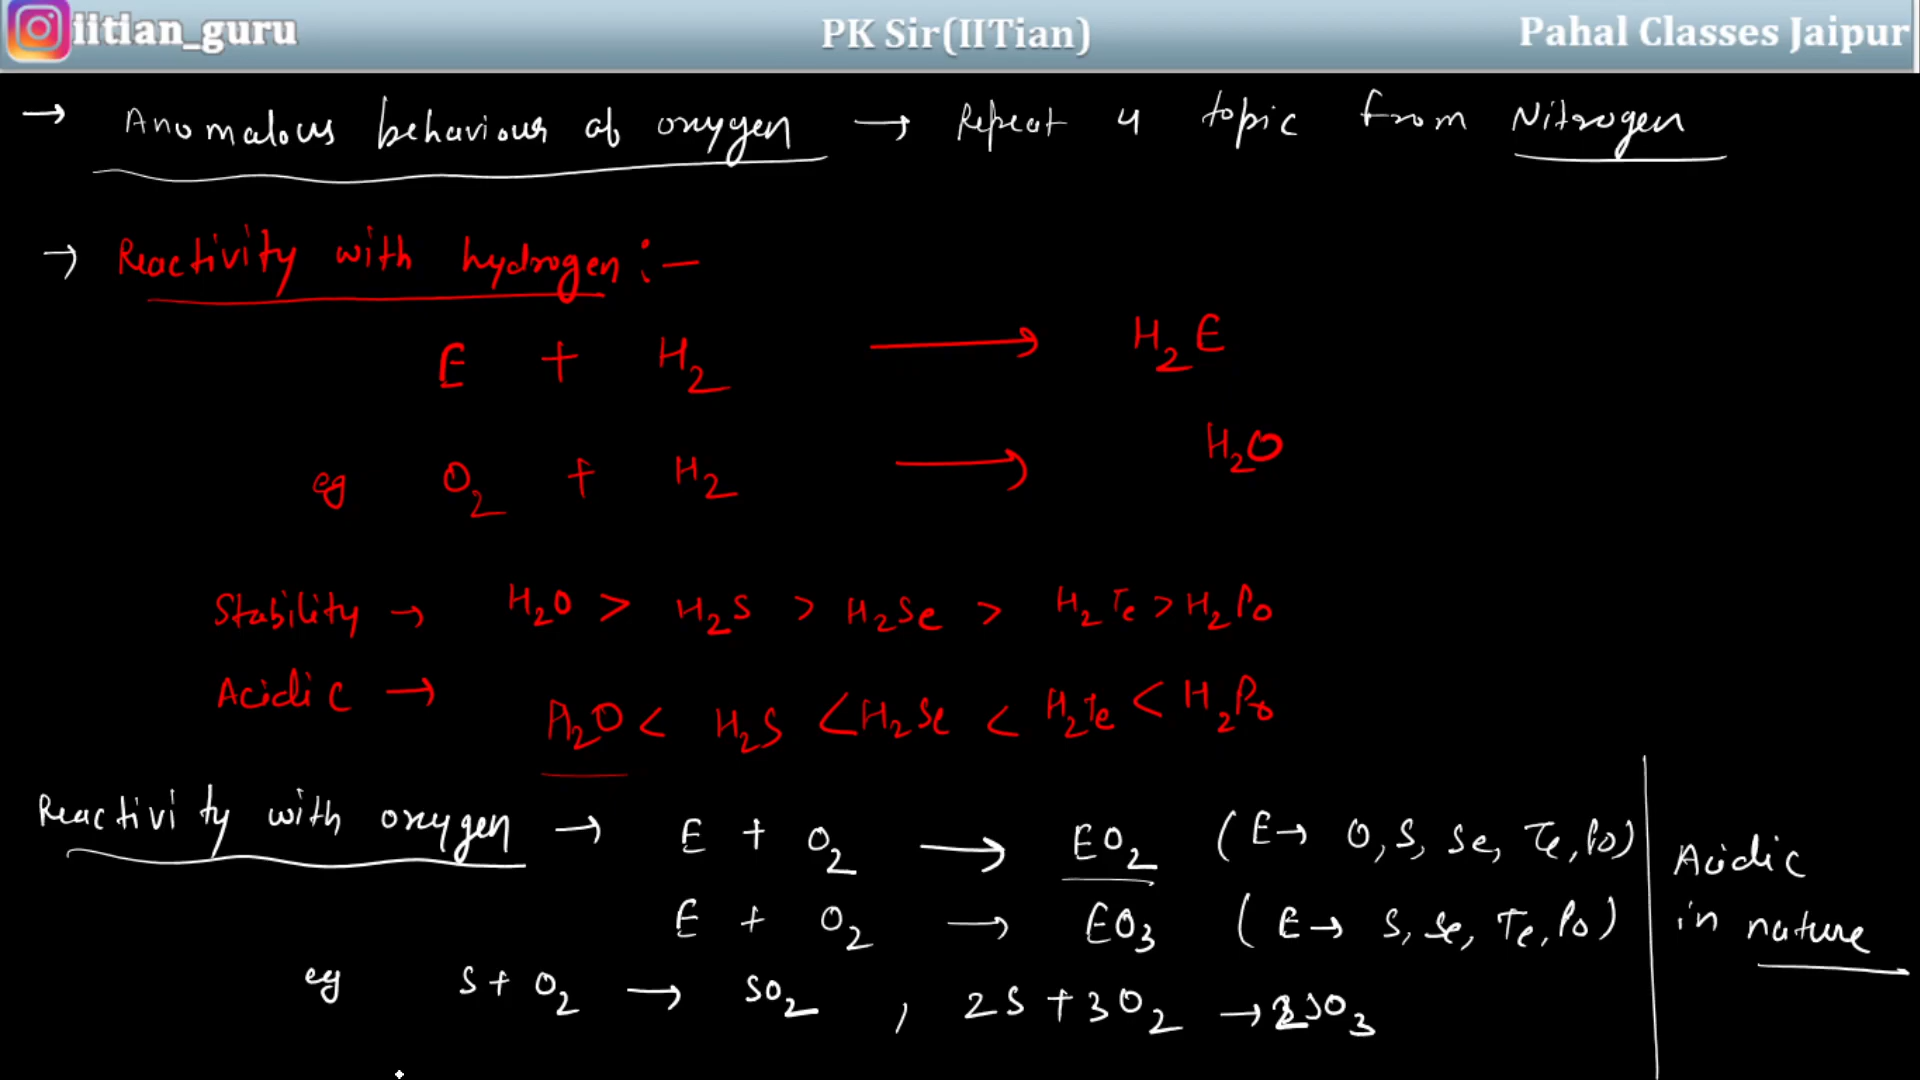 iitian_guru PK Sir(IITian) Pahal Classes Jaipur
→ Anomalous behaviour of oxygen → Repeat 4 topic from Nitrogen
→ Reactivity with hydrogen :-
E + H₂ → H₂E
eg O₂ + H₂ → H₂O
Stability → H₂O > H₂S > H₂Se > H₂Te > H₂Po
Acidic → H₂O < H₂S < H₂Se < H₂Te < H₂Po
Reactivity with oxygen → E + O₂ → EO₂ (E → O, S, Se, Te, Po)
E + O₂ → EO₃ (E → S, Se, Te, Po)
Acidic
in nature
eg S + O₂ → SO₂ , 2S + 3O₂ → 2SO₃